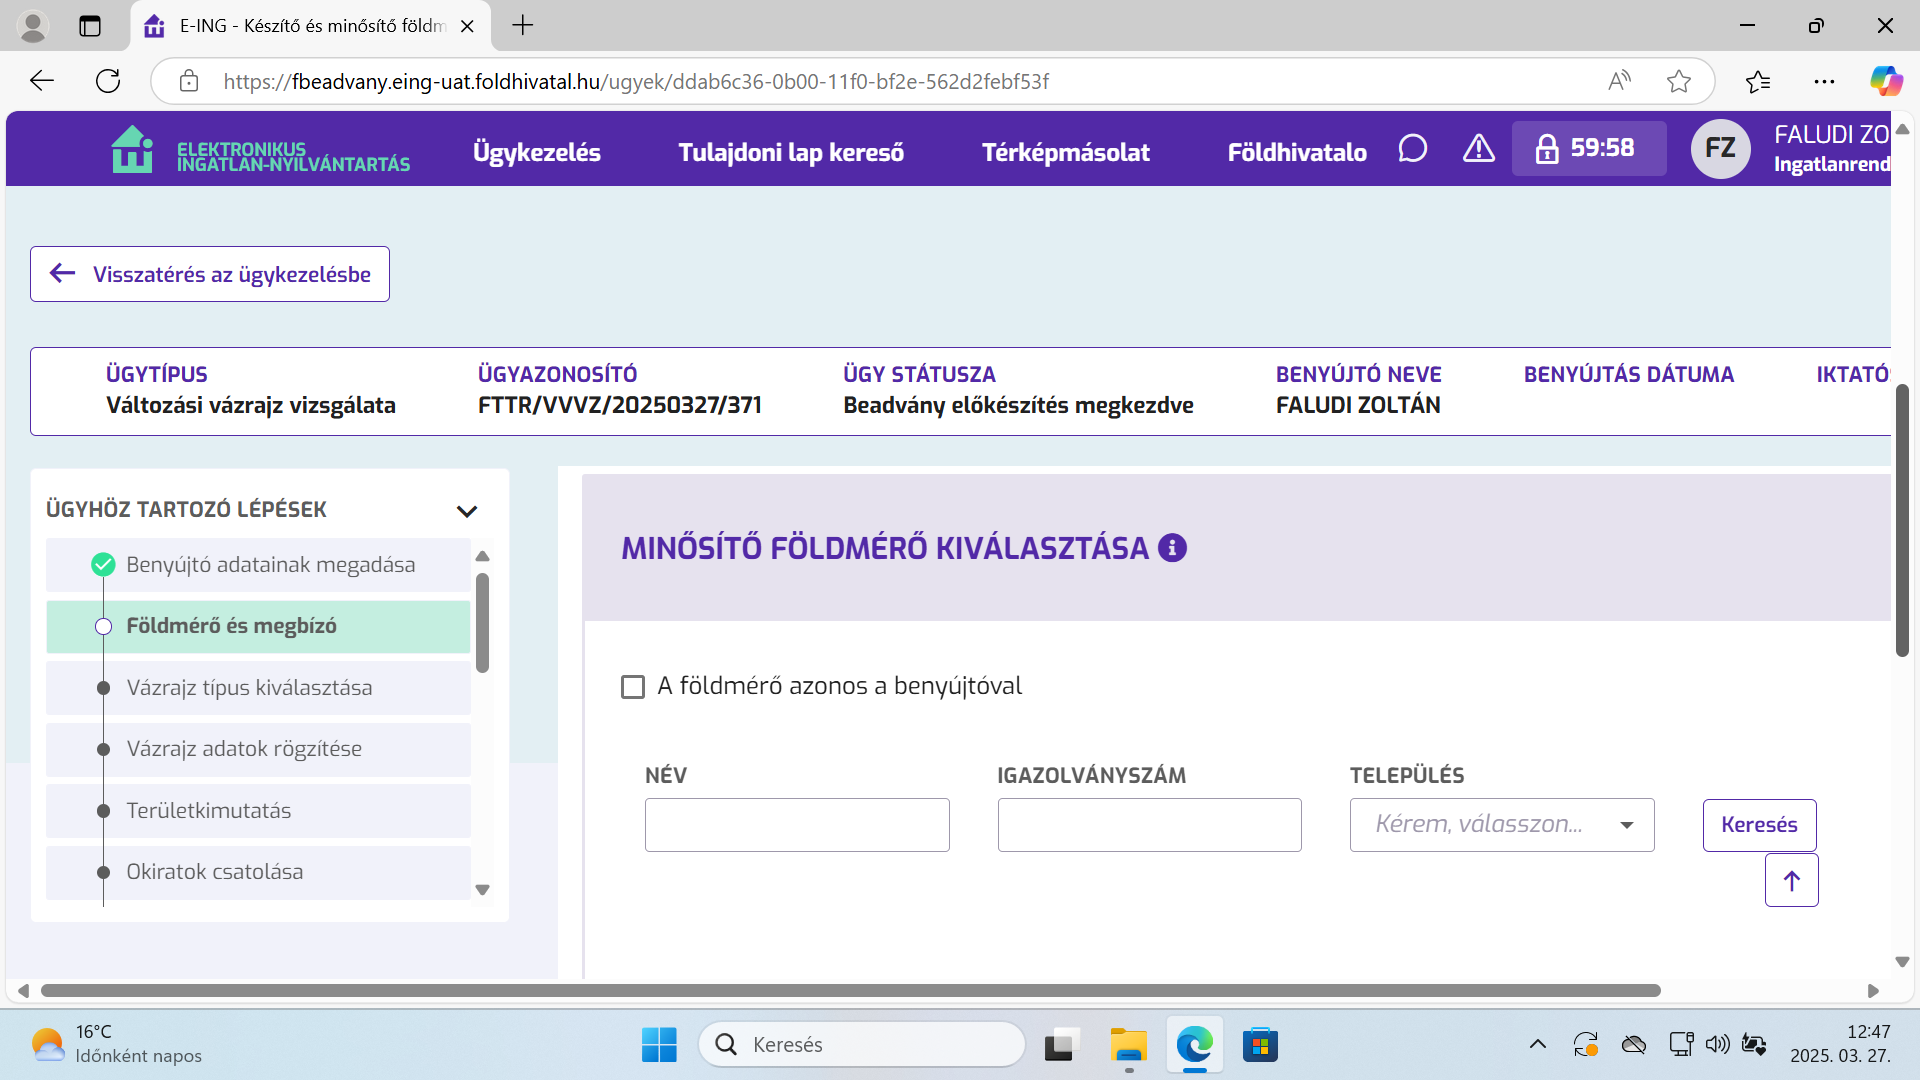 E-ING - Készítő és minősítő földm
https://fbeadvany.eing-uat.foldhivatal.hu/ugyek/ddab6c36-0b00-11f0-bf2e-562d2febf53f
ELEKTRONIKUS
INGATLAN-NYILVÁNTARTÁS
Ügykezelés
Tulajdoni lap kereső
Térképmásolat
Földhivatalo
59:58
FZ
FALUDI ZO
Ingatlanrend
Visszatérés az ügykezelésbe
ÜGYTÍPUS
Változási vázrajz vizsgálata
ÜGYAZONOSÍTÓ
FTTR/VVVZ/20250327/371
ÜGY STÁTUSZA
Beadvány előkészítés megkezdve
BENYÚJTÓ NEVE
FALUDI ZOLTÁN
BENYÚJTÁS DÁTUMA
IKTATÓS
ÜGYHÖZ TARTOZÓ LÉPÉSEK
Benyújtó adatainak megadása
Földmérő és megbízó
Vázrajz típus kiválasztása
Vázrajz adatok rögzítése
Területkimutatás
Okiratok csatolása
MINŐSÍTŐ FÖLDMÉRŐ KIVÁLASZTÁSA
A földmérő azonos a benyújtóval
NÉV
IGAZOLVÁNYSZÁM
TELEPÜLÉS
Kérem, válasszon...
Keresés
16°C
Időnként napos
Keresés
12:47
2025. 03. 27.